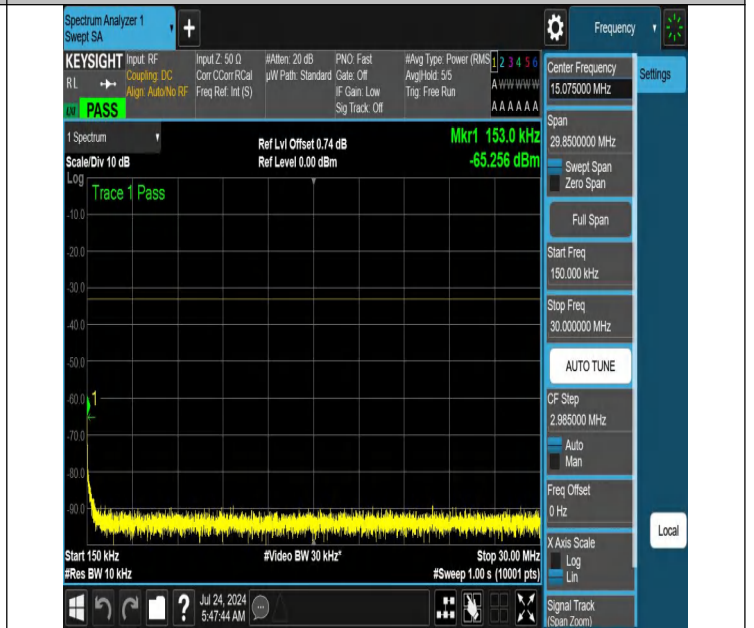 Spectrum Analyzer 1
Swept SA
+
Frequency
KEYSIGHT
RL
PASS
Input: RF
Coupling: DC
Align: Auto/No RF
Input Z: 50 Ω
Corr CCorr RCal
Freq Ref: Int (S)
#Atten: 20 dB
µW Path: Standard
PNO: Fast
Gate: Off
IF Gain: Low
Sig Track: Off
#Avg Type: Power (RMS
Avg|Hold: 5/5
Trig: Free Run
1 2 3 4 5 6
A W W W W W
A A A A A A
Center Frequency
15.075000 MHz
Settings
Span
29.8500000 MHz
Swept Span
Zero Span
Full Span
Start Freq
150.000 kHz
Stop Freq
30.000000 MHz
AUTO TUNE
CF Step
2.985000 MHz
Auto
Man
Freq Offset
0 Hz
X Axis Scale
Log
Lin
Signal Track
(Span Zoom)
Local
1 Spectrum
Scale/Div 10 dB
Ref Lvl Offset 0.74 dB
Ref Level 0.00 dBm
Mkr1 153.0 kHz
-65.256 dBm
Log
Trace 1 Pass
-10.0
-20.0
-30.0
-40.0
-50.0
-60.0
1
-70.0
-80.0
-90.0
Start 150 kHz
#Video BW 30 kHz*
Stop 30.00 MHz
#Res BW 10 kHz
#Sweep 1.00 s (10001 pts)
?
Jul 24, 2024
5:47:44 AM